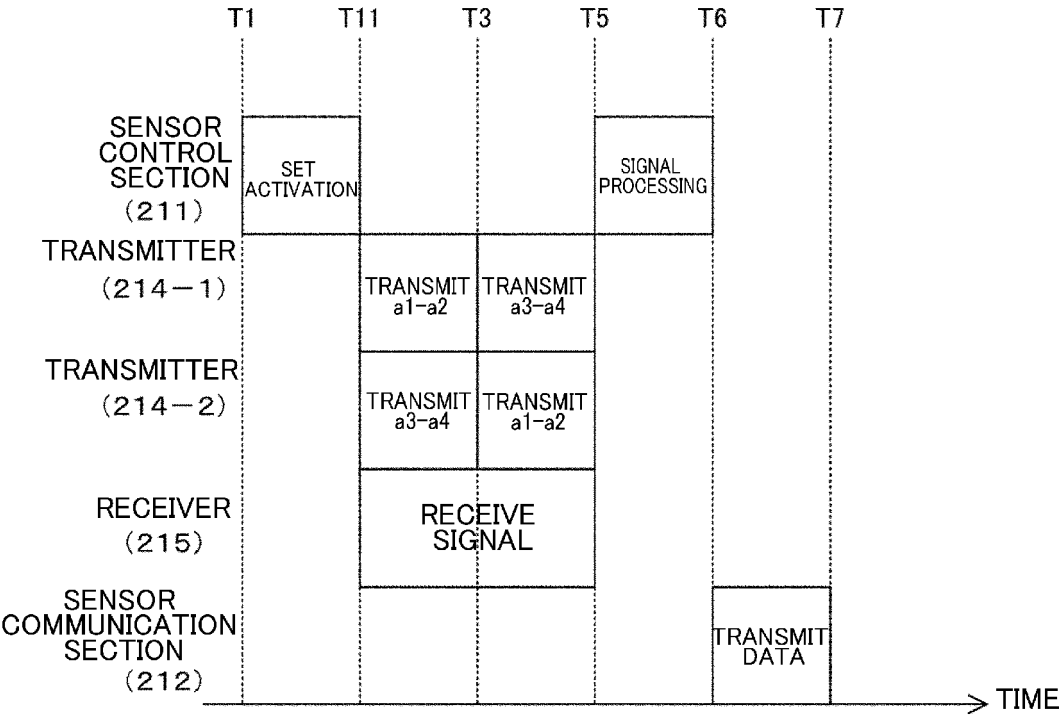 T1 T11 T3 T5 T6 T7
SENSOR
CONTROL
SECTION
(211)
SET
ACTIVATION
SIGNAL
PROCESSING
TRANSMITTER
(214-1)
TRANSMIT
a1-a2
TRANSMIT
a3-a4
TRANSMITTER
(214-2)
TRANSMIT
a3-a4
TRANSMIT
a1-a2
RECEIVER
(215)
RECEIVE
SIGNAL
SENSOR
COMMUNICATION
SECTION
(212)
TRANSMIT
DATA
TIME